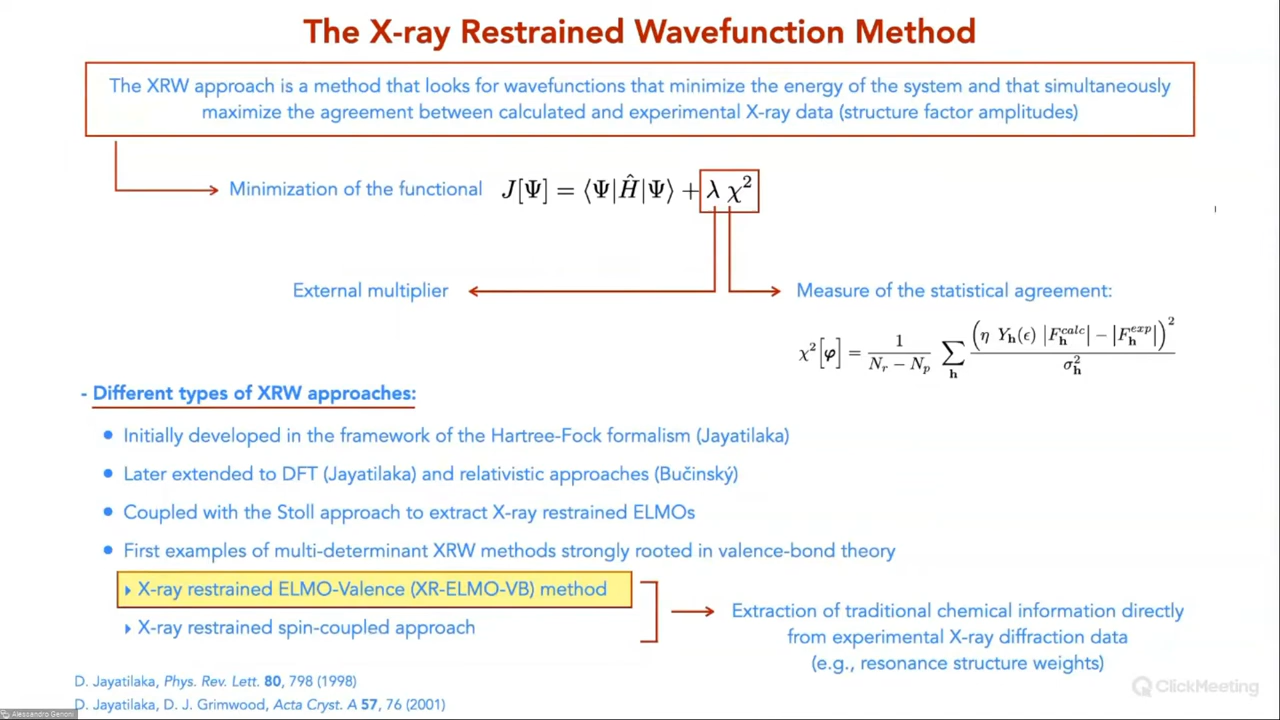 The X-ray Restrained Wavefunction Method
The XRW approach is a method that looks for wavefunctions that minimize the energy of the system and that simultaneously
maximize the agreement between calculated and experimental X-ray data (structure factor amplitudes)
Minimization of the functional J[Ψ] = ⟨Ψ|Ĥ|Ψ⟩ + λ χ²
External multiplier
Measure of the statistical agreement:
χ²[φ] = 1 / (N_r − N_p) ∑_h (η Y_h(ϵ) |F_h^calc| − |F_h^exp|)² / σ_h²
- Different types of XRW approaches:
• Initially developed in the framework of the Hartree-Fock formalism (Jayatilaka)
• Later extended to DFT (Jayatilaka) and relativistic approaches (Bučinský)
• Coupled with the Stoll approach to extract X-ray restrained ELMOs
• First examples of multi-determinant XRW methods strongly rooted in valence-bond theory
‣ X-ray restrained ELMO-Valence (XR-ELMO-VB) method
‣ X-ray restrained spin-coupled approach
Extraction of traditional chemical information directly
from experimental X-ray diffraction data
(e.g., resonance structure weights)
D. Jayatilaka, Phys. Rev. Lett. 80, 798 (1998)
D. Jayatilaka, D. J. Grimwood, Acta Cryst. A 57, 76 (2001)
Alessandro Genoni
ClickMeeting